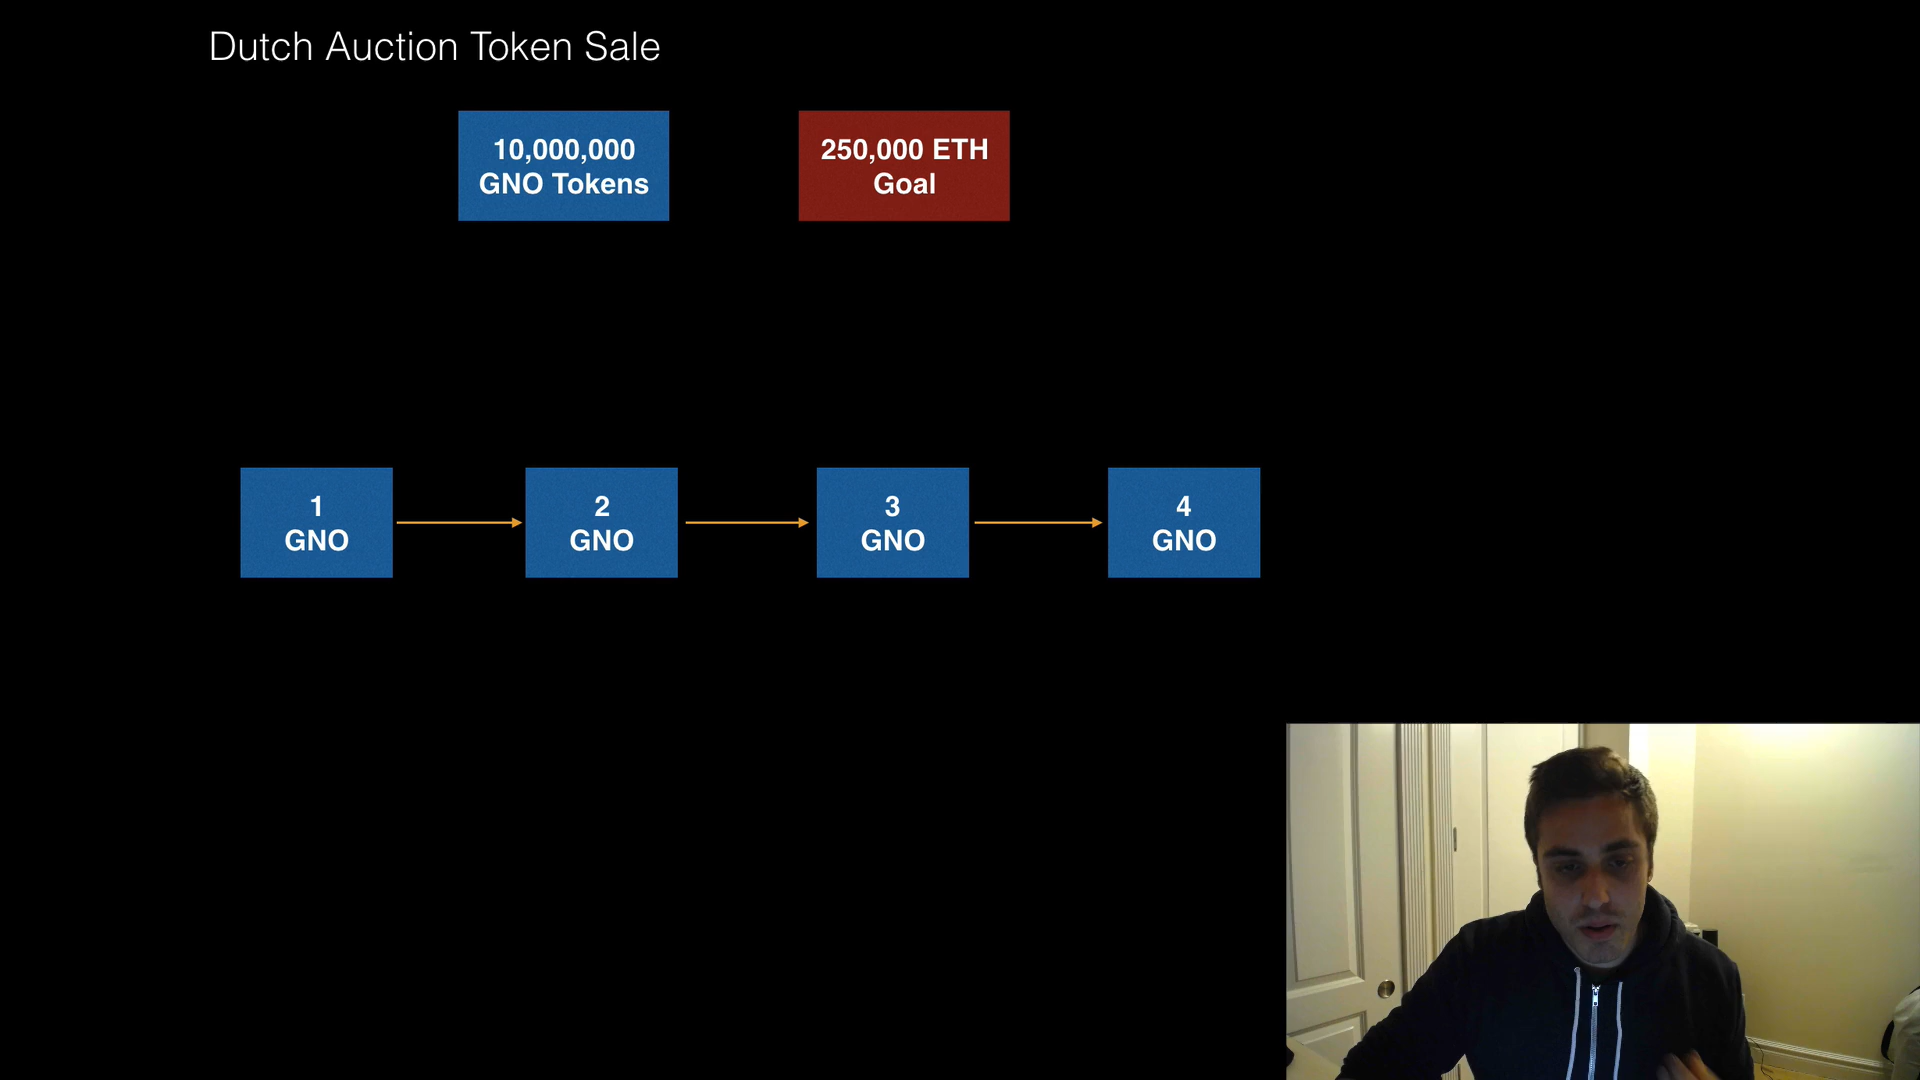 Dutch Auction Token Sale
10,000,000
GNO Tokens
250,000 ETH
Goal
1
GNO
2
GNO
3
GNO
4
GNO